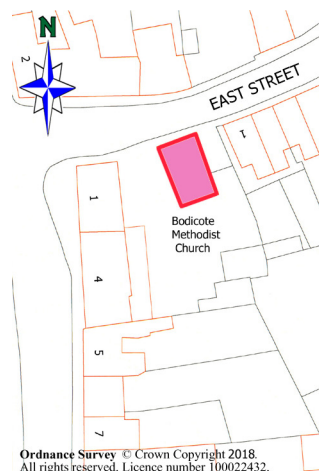 N
2
EAST STREET
1
1
Bodicote
Methodist
Church
4
5
7
Ordnance Survey © Crown Copyright 2018.
All rights reserved. Licence number 100022432.